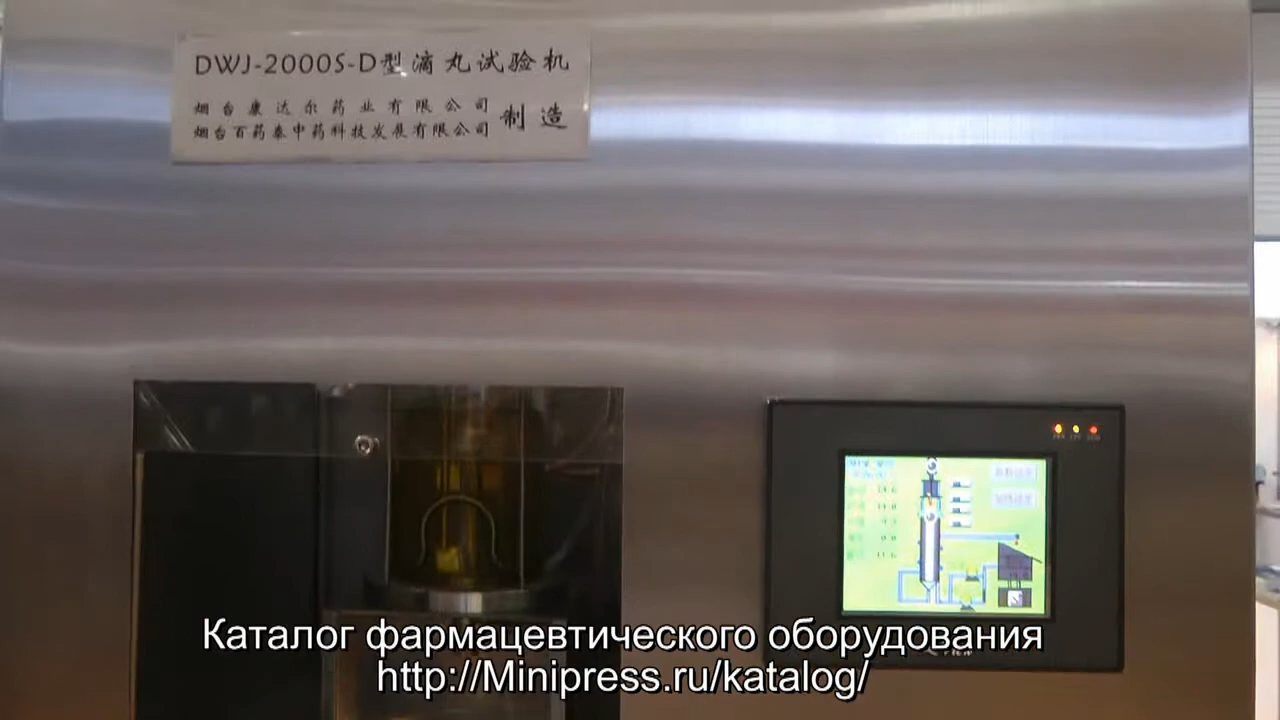 DWJ-2000S-D型滴丸试验机
烟台康达尔药业有限公司
烟台百药泰中药科技发展有限公司
制造
Каталог фармацевтического оборудования
http://Minipress.ru/katalog/